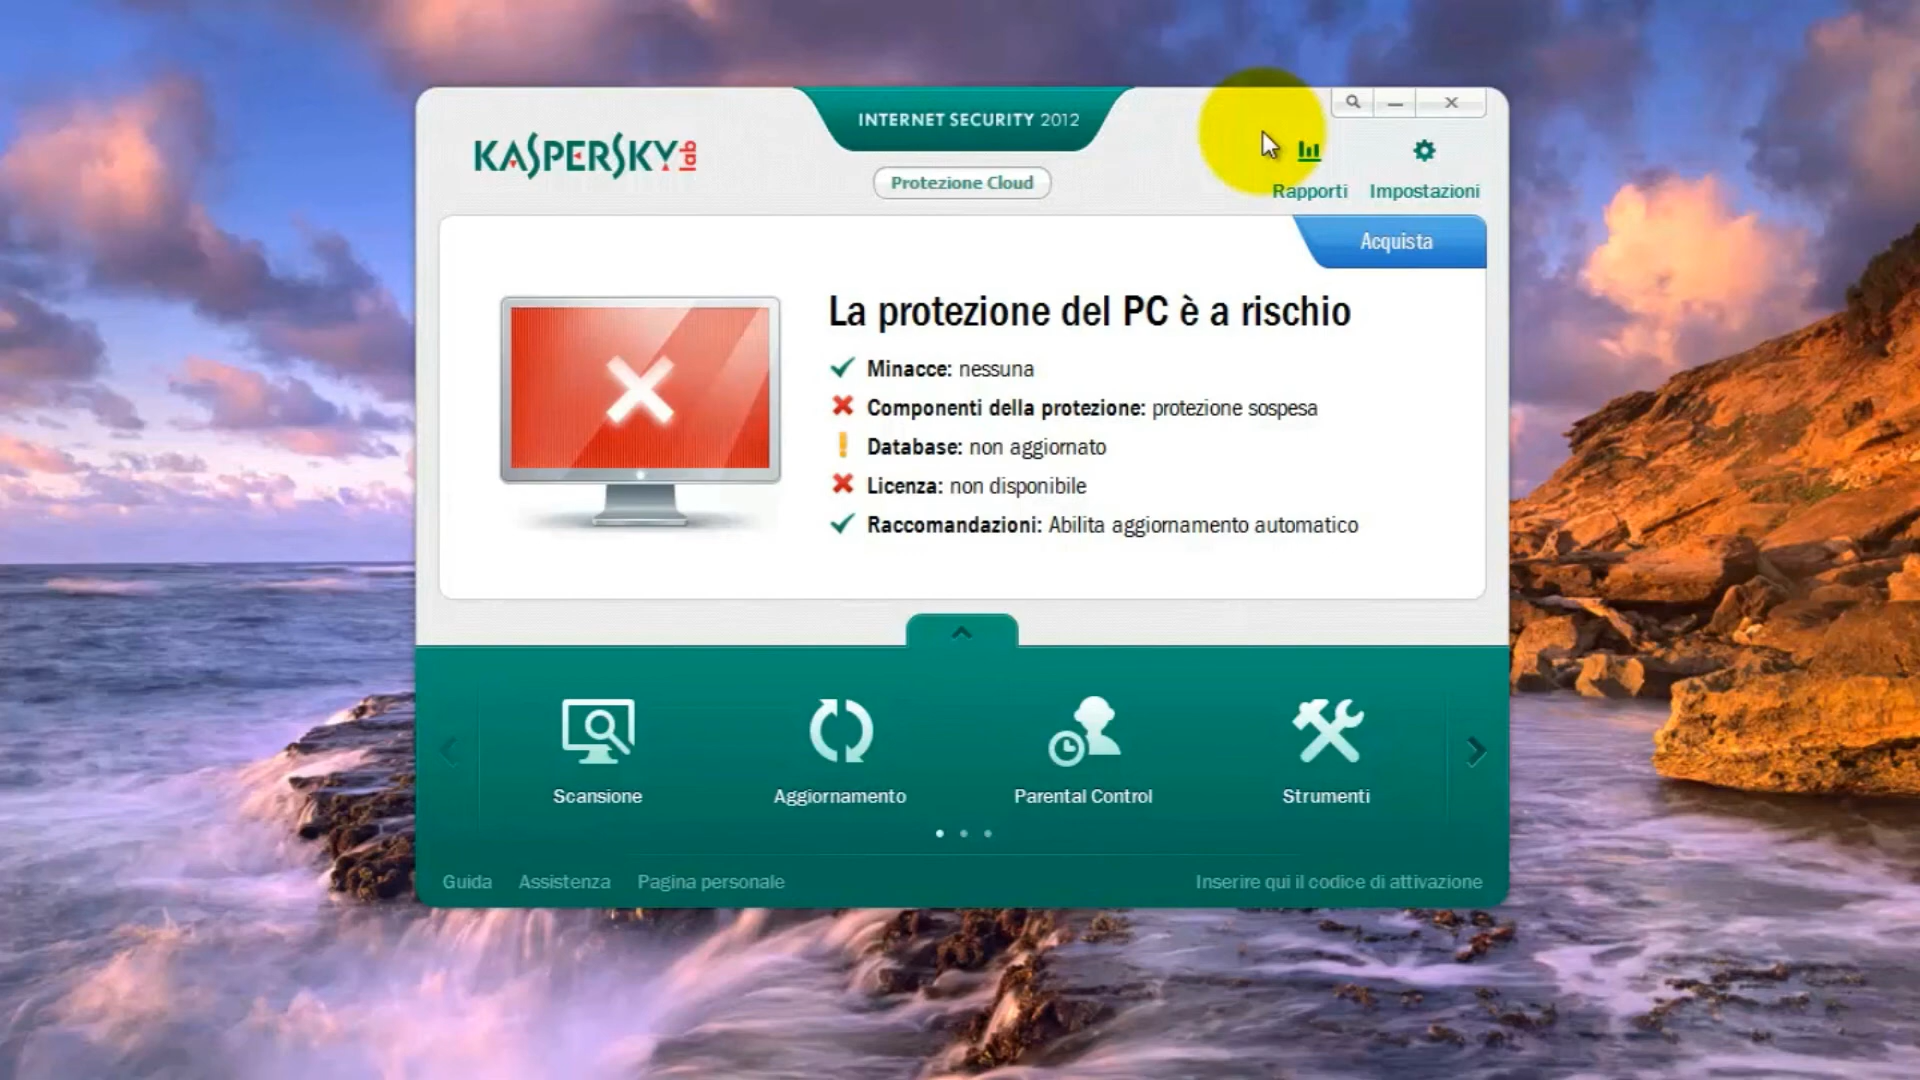 INTERNET SECURITY 2012
KASPERSKY lab
Protezione Cloud
Rapporti
Impostazioni
Acquista
La protezione del PC è a rischio
Minacce: nessuna
Componenti della protezione: protezione sospesa
Database: non aggiornato
Licenza: non disponibile
Raccomandazioni: Abilita aggiornamento automatico
Scansione
Aggiornamento
Parental Control
Strumenti
Guida
Assistenza
Pagina personale
Inserire qui il codice di attivazione